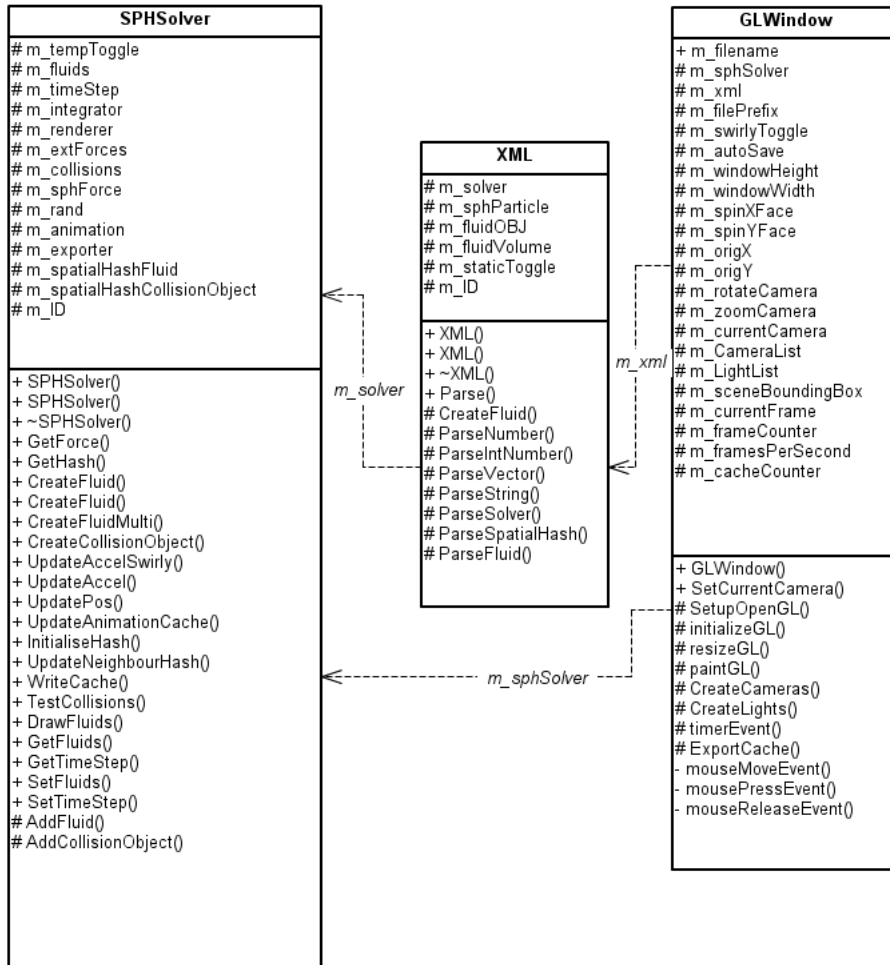 SPHSolver
# m_tempToggle
# m_fluids
# m_timeStep
# m_integrator
# m_renderer
# m_extForces
# m_collisions
# m_sphForce
# m_rand
# m_animation
# m_exporter
# m_spatialHashFluid
# m_spatialHashCollisionObject
# m_ID
+ SPHSolver()
+ SPHSolver()
+ ~SPHSolver()
+ GetForce()
+ GetHash()
+ CreateFluid()
+ CreateFluid()
+ CreateFluidMulti()
+ CreateCollisionObject()
+ UpdateAccelSwirly()
+ UpdateAccel()
+ UpdatePos()
+ UpdateAnimationCache()
+ InitialiseHash()
+ UpdateNeighbourHash()
+ WriteCache()
+ TestCollisions()
+ DrawFluids()
+ GetFluids()
+ GetTimeStep()
+ SetFluids()
+ SetTimeStep()
# AddFluid()
# AddCollisionObject()
m_solver
XML
# m_solver
# m_sphParticle
# m_fluidOBJ
# m_fluidVolume
# m_staticToggle
# m_ID
+ XML()
+ XML()
+ ~XML()
+ Parse()
# CreateFluid()
# ParseNumber()
# ParseIntNumber()
# ParseVector()
# ParseString()
# ParseSolver()
# ParseSpatialHash()
# ParseFluid()
m_xml
m_sphSolver
GLWindow
+ m_filename
# m_sphSolver
# m_xml
# m_filePrefix
# m_swirlyToggle
# m_autoSave
# m_windowHeight
# m_windowWidth
# m_spinXFace
# m_spinYFace
# m_origX
# m_origY
# m_rotateCamera
# m_zoomCamera
# m_currentCamera
# m_CameraList
# m_LightList
# m_sceneBoundingBox
# m_currentFrame
# m_frameCounter
# m_framesPerSecond
# m_cacheCounter
+ GLWindow()
+ SetCurrentCamera()
# SetupOpenGL()
# initializeGL()
# resizeGL()
# paintGL()
# CreateCameras()
# CreateLights()
# timerEvent()
# ExportCache()
- mouseMoveEvent()
- mousePressEvent()
- mouseReleaseEvent()